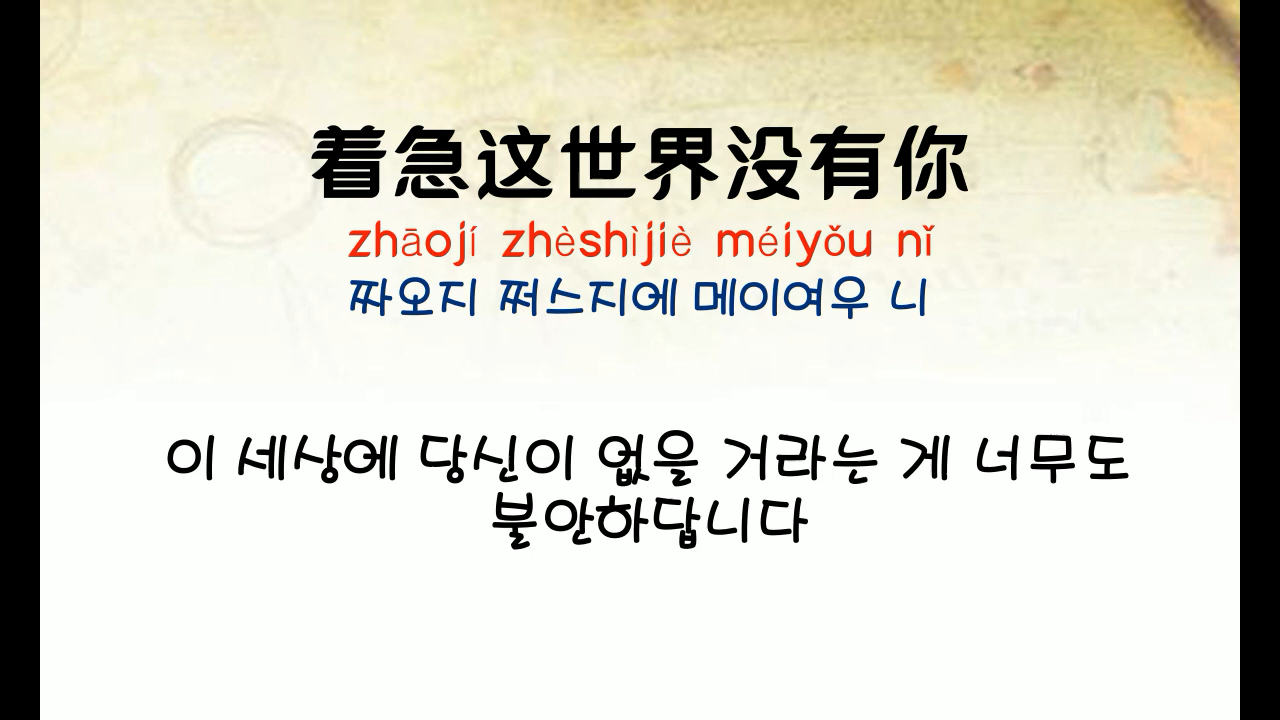 着急这世界没有你
zhāojí zhèshìjiè méiyǒu nǐ
짜오지 쩌스지에 메이여우 니
이 세상에 당신이 없을 거라는 게 너무도
불안하답니다